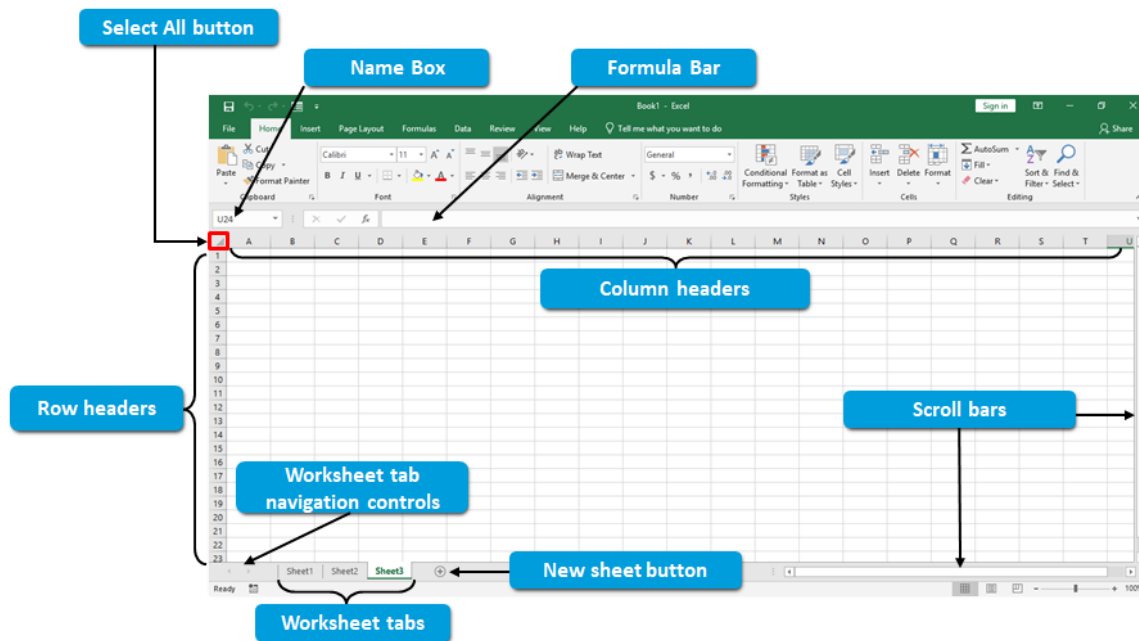 Select All button
Name Box
Formula Bar
Book1 - Excel
Sign in
File Home Insert Page Layout Formulas Data Review View Help Tell me what you want to do
Share
Paste
Cut
Copy
Format Painter
Clipboard
Calibri 11 A A
B I U A
Font
Wrap Text
Merge & Center
Alignment
General
$ % ,
Number
Conditional Formatting
Format as Table
Cell Styles
Styles
Insert Delete Format
Cells
AutoSum
Fill
Clear
Sort & Filter
Find & Select
Editing
U24 fx
A B C D E F G H I J K L M N O P Q R S T U
Column headers
1
2
3
4
5
6
7
8
9
10
11
12
13
14
15
16
17
18
19
20
21
22
23
Row headers
Scroll bars
Worksheet tab
navigation controls
Sheet1 Sheet2 Sheet3
New sheet button
Ready
100%
Worksheet tabs